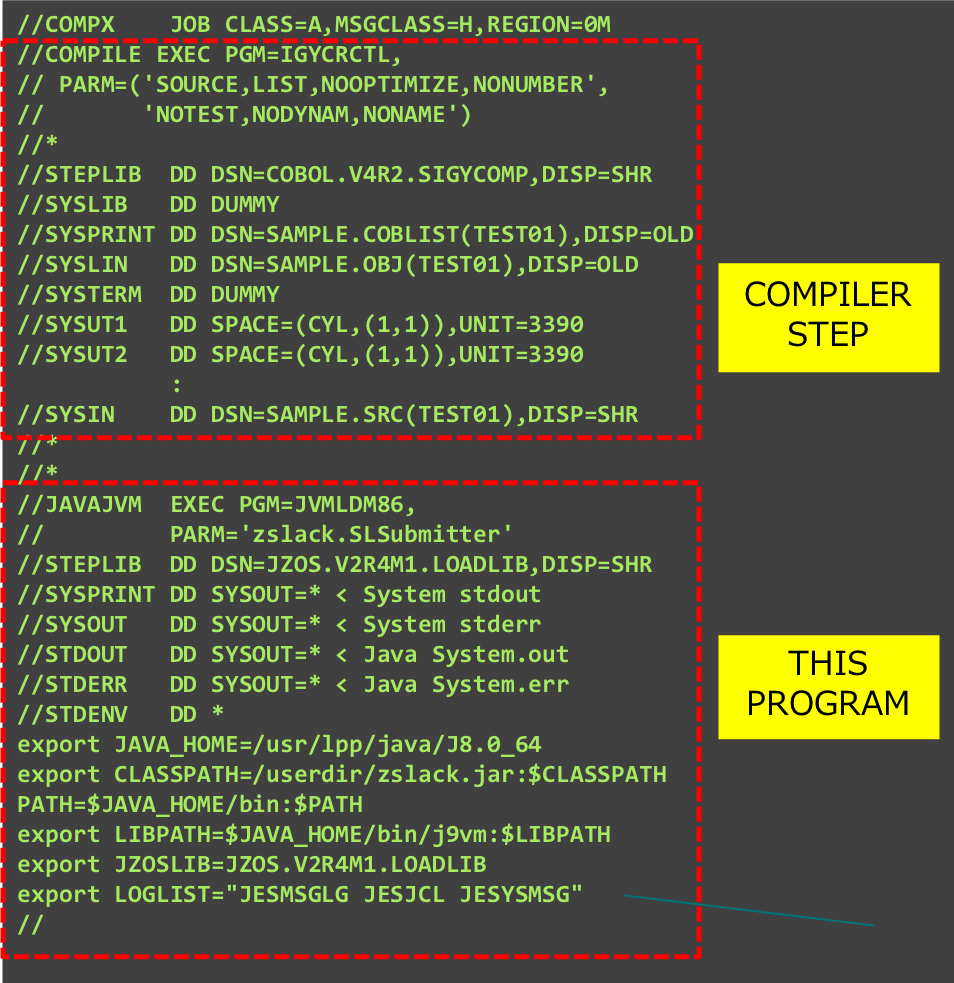 //COMPX    JOB CLASS=A,MSGCLASS=H,REGION=0M
//COMPILE EXEC PGM=IGYCRCTL,
// PARM=('SOURCE,LIST,NOOPTIMIZE,NONUMBER',
//       'NOTEST,NODYNAM,NONAME')
//*
//STEPLIB  DD DSN=COBOL.V4R2.SIGYCOMP,DISP=SHR
//SYSLIB   DD DUMMY
//SYSPRINT DD DSN=SAMPLE.COBLIST(TEST01),DISP=OLD
//SYSLIN   DD DSN=SAMPLE.OBJ(TEST01),DISP=OLD
//SYSTERM  DD DUMMY
//SYSUT1   DD SPACE=(CYL,(1,1)),UNIT=3390
//SYSUT2   DD SPACE=(CYL,(1,1)),UNIT=3390
:
//SYSIN    DD DSN=SAMPLE.SRC(TEST01),DISP=SHR
//*
//*
COMPILER
STEP
//JAVAJVM  EXEC PGM=JVMLDM86,
//         PARM='zslack.SLSubmitter'
//STEPLIB  DD DSN=JZOS.V2R4M1.LOADLIB,DISP=SHR
//SYSPRINT DD SYSOUT=* < System stdout
//SYSOUT   DD SYSOUT=* < System stderr
//STDOUT   DD SYSOUT=* < Java System.out
//STDERR   DD SYSOUT=* < Java System.err
//STDENV   DD *
export JAVA_HOME=/usr/lpp/java/J8.0_64
export CLASSPATH=/userdir/zslack.jar:$CLASSPATH
PATH=$JAVA_HOME/bin:$PATH
export LIBPATH=$JAVA_HOME/bin/j9vm:$LIBPATH
export JZOSLIB=JZOS.V2R4M1.LOADLIB
export LOGLIST="JESMSGLG JESJCL JESYSMSG"
//
THIS
PROGRAM